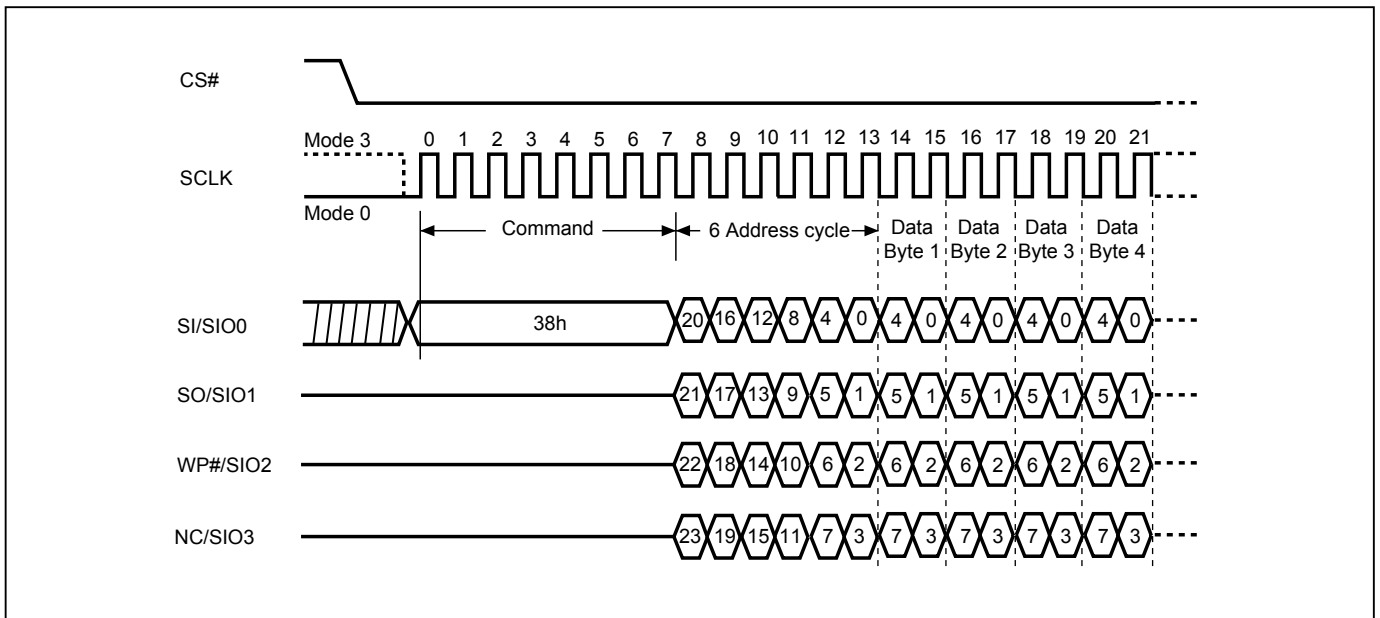 CS#
Mode 3 0 1 2 3 4 5 6 7 8 9 10 11 12 13 14 15 16 17 18 19 20 21
SCLK
Mode 0
Command 6 Address cycle Data Data Data Data
Byte 1 Byte 2 Byte 3 Byte 4
SI/SIO0 38h 20 16 12 8 4 0 4 0 4 0 4 0 4 0
SO/SIO1 21 17 13 9 5 1 5 1 5 1 5 1 5 1
WP#/SIO2 22 18 14 10 6 2 6 2 6 2 6 2 6 2
NC/SIO3 23 19 15 11 7 3 7 3 7 3 7 3 7 3